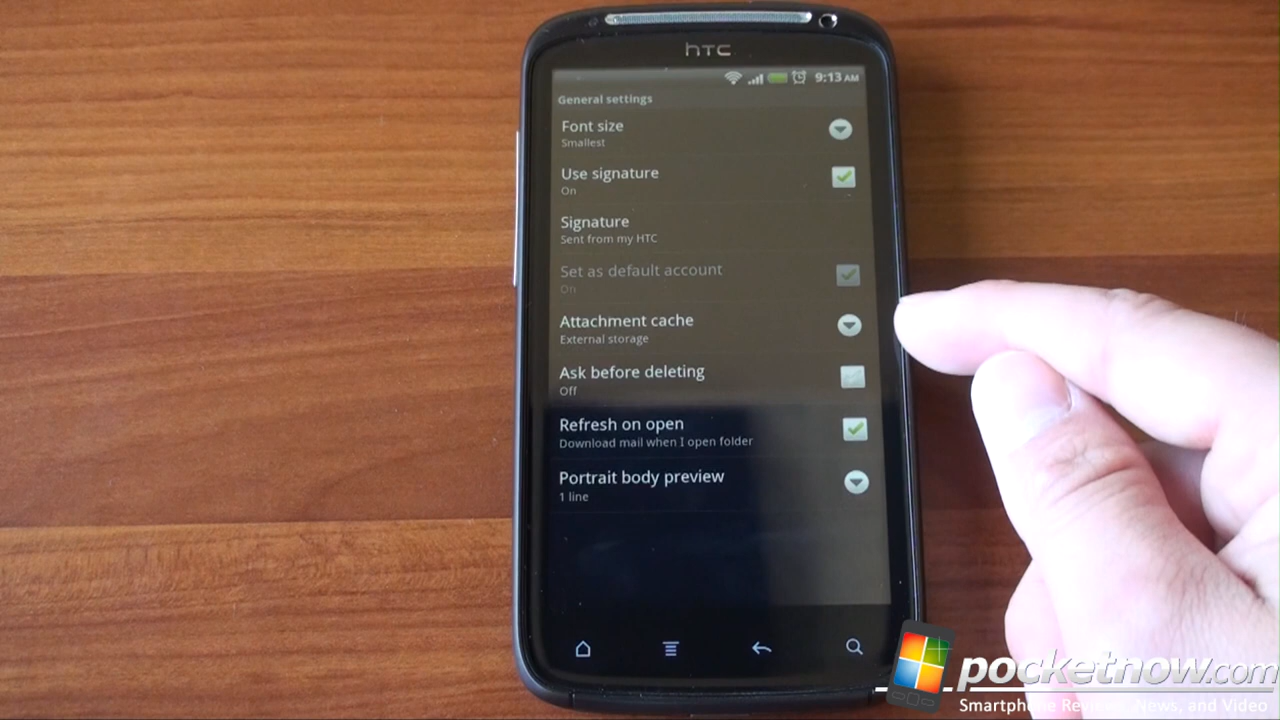 hTC
9:13 AM
General settings
Font size
Smallest
Use signature
On
Signature
Sent from my HTC
Set as default account
On
Attachment cache
External storage
Ask before deleting
Off
Refresh on open
Download mail when I open folder
Portrait body preview
1 line
pocketnow.com
Smartphone Reviews, News, and Video